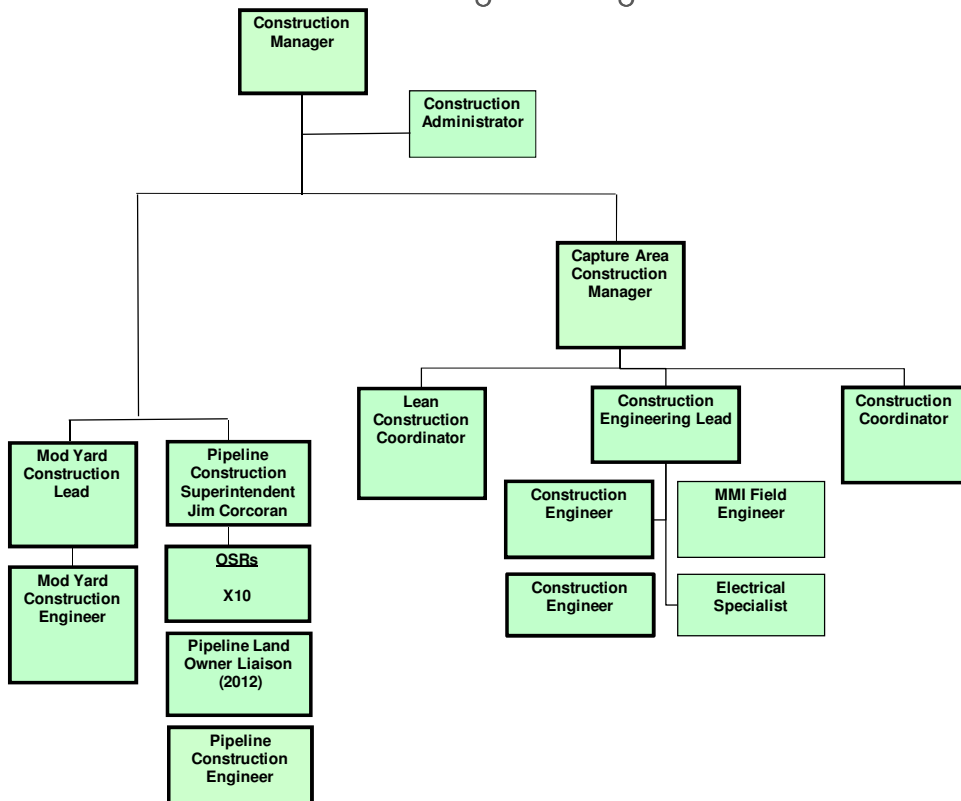 Construction
Manager
Construction
Administrator
Capture Area
Construction
Manager
Lean
Construction
Coordinator
Construction
Engineering Lead
Construction
Coordinator
Mod Yard
Construction
Lead
Pipeline
Construction
Superintendent
Jim Corcoran
Construction
Engineer
MMI Field
Engineer
OSRs
X10
Mod Yard
Construction
Engineer
Construction
Engineer
Electrical
Specialist
Pipeline Land
Owner Liaison
(2012)
Pipeline
Construction
Engineer